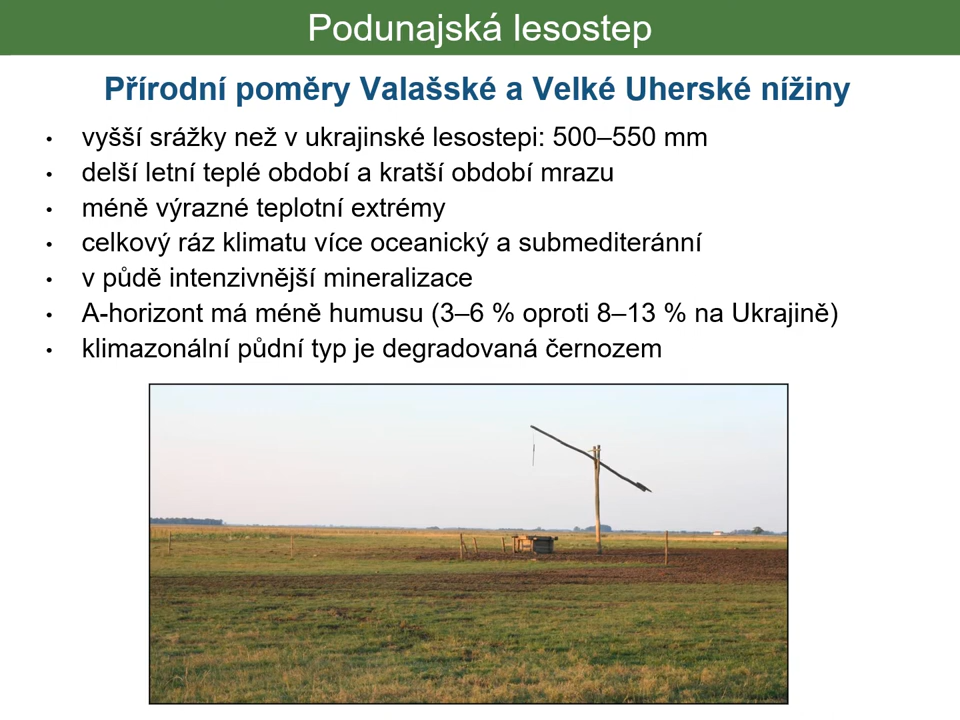 Podunajská lesostep
Přírodní poměry Valašské a Velké Uherské nížiny
• vyšší srážky než v ukrajinské lesostepi: 500–550 mm
• delší letní teplé období a kratší období mrazu
• méně výrazné teplotní extrémy
• celkový ráz klimatu více oceanický a submediteránní
• v půdě intenzivnější mineralizace
• A-horizont má méně humusu (3–6 % oproti 8–13 % na Ukrajině)
• klimazonální půdní typ je degradovaná černozem